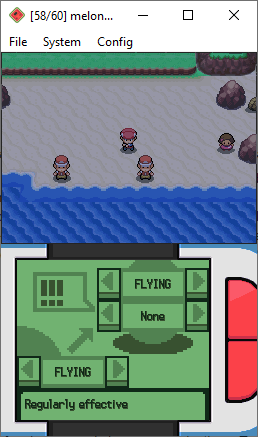 [58/60] melon...
File System Config
!!!
FLYING
None
FLYING
Regularly effective